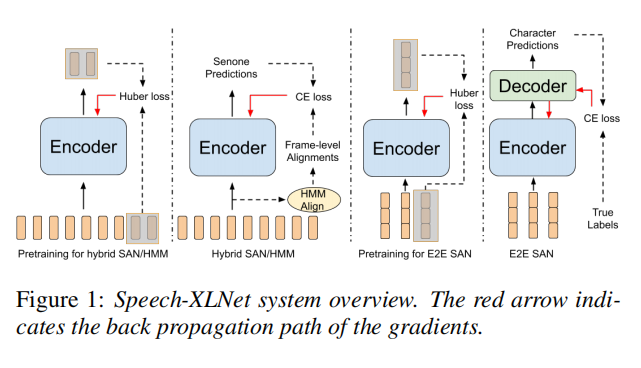 Huber loss
Encoder
Pretraining for hybrid SAN/HMM
Senone
Predictions
CE loss
Encoder
Frame-level
Alignments
HMM
Align
Hybrid SAN/HMM
Huber
loss
Encoder
Pretraining for E2E SAN
Character
Predictions
Decoder
CE loss
Encoder
True
Labels
E2E SAN
Figure 1: Speech-XLNet system overview. The red arrow indi-
cates the back propagation path of the gradients.